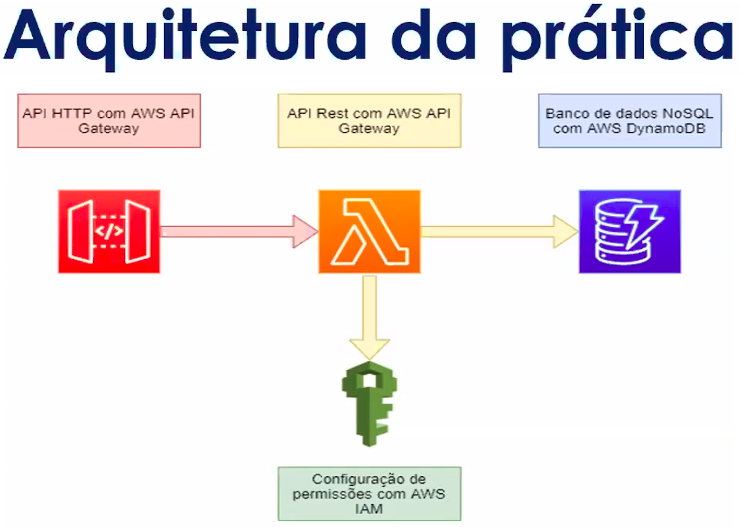 Arquitetura da prática
API HTTP com AWS API
Gateway
API Rest com AWS API
Gateway
Banco de dados NoSQL
com AWS DynamoDB
</>
Configuração de
permissões com AWS
IAM